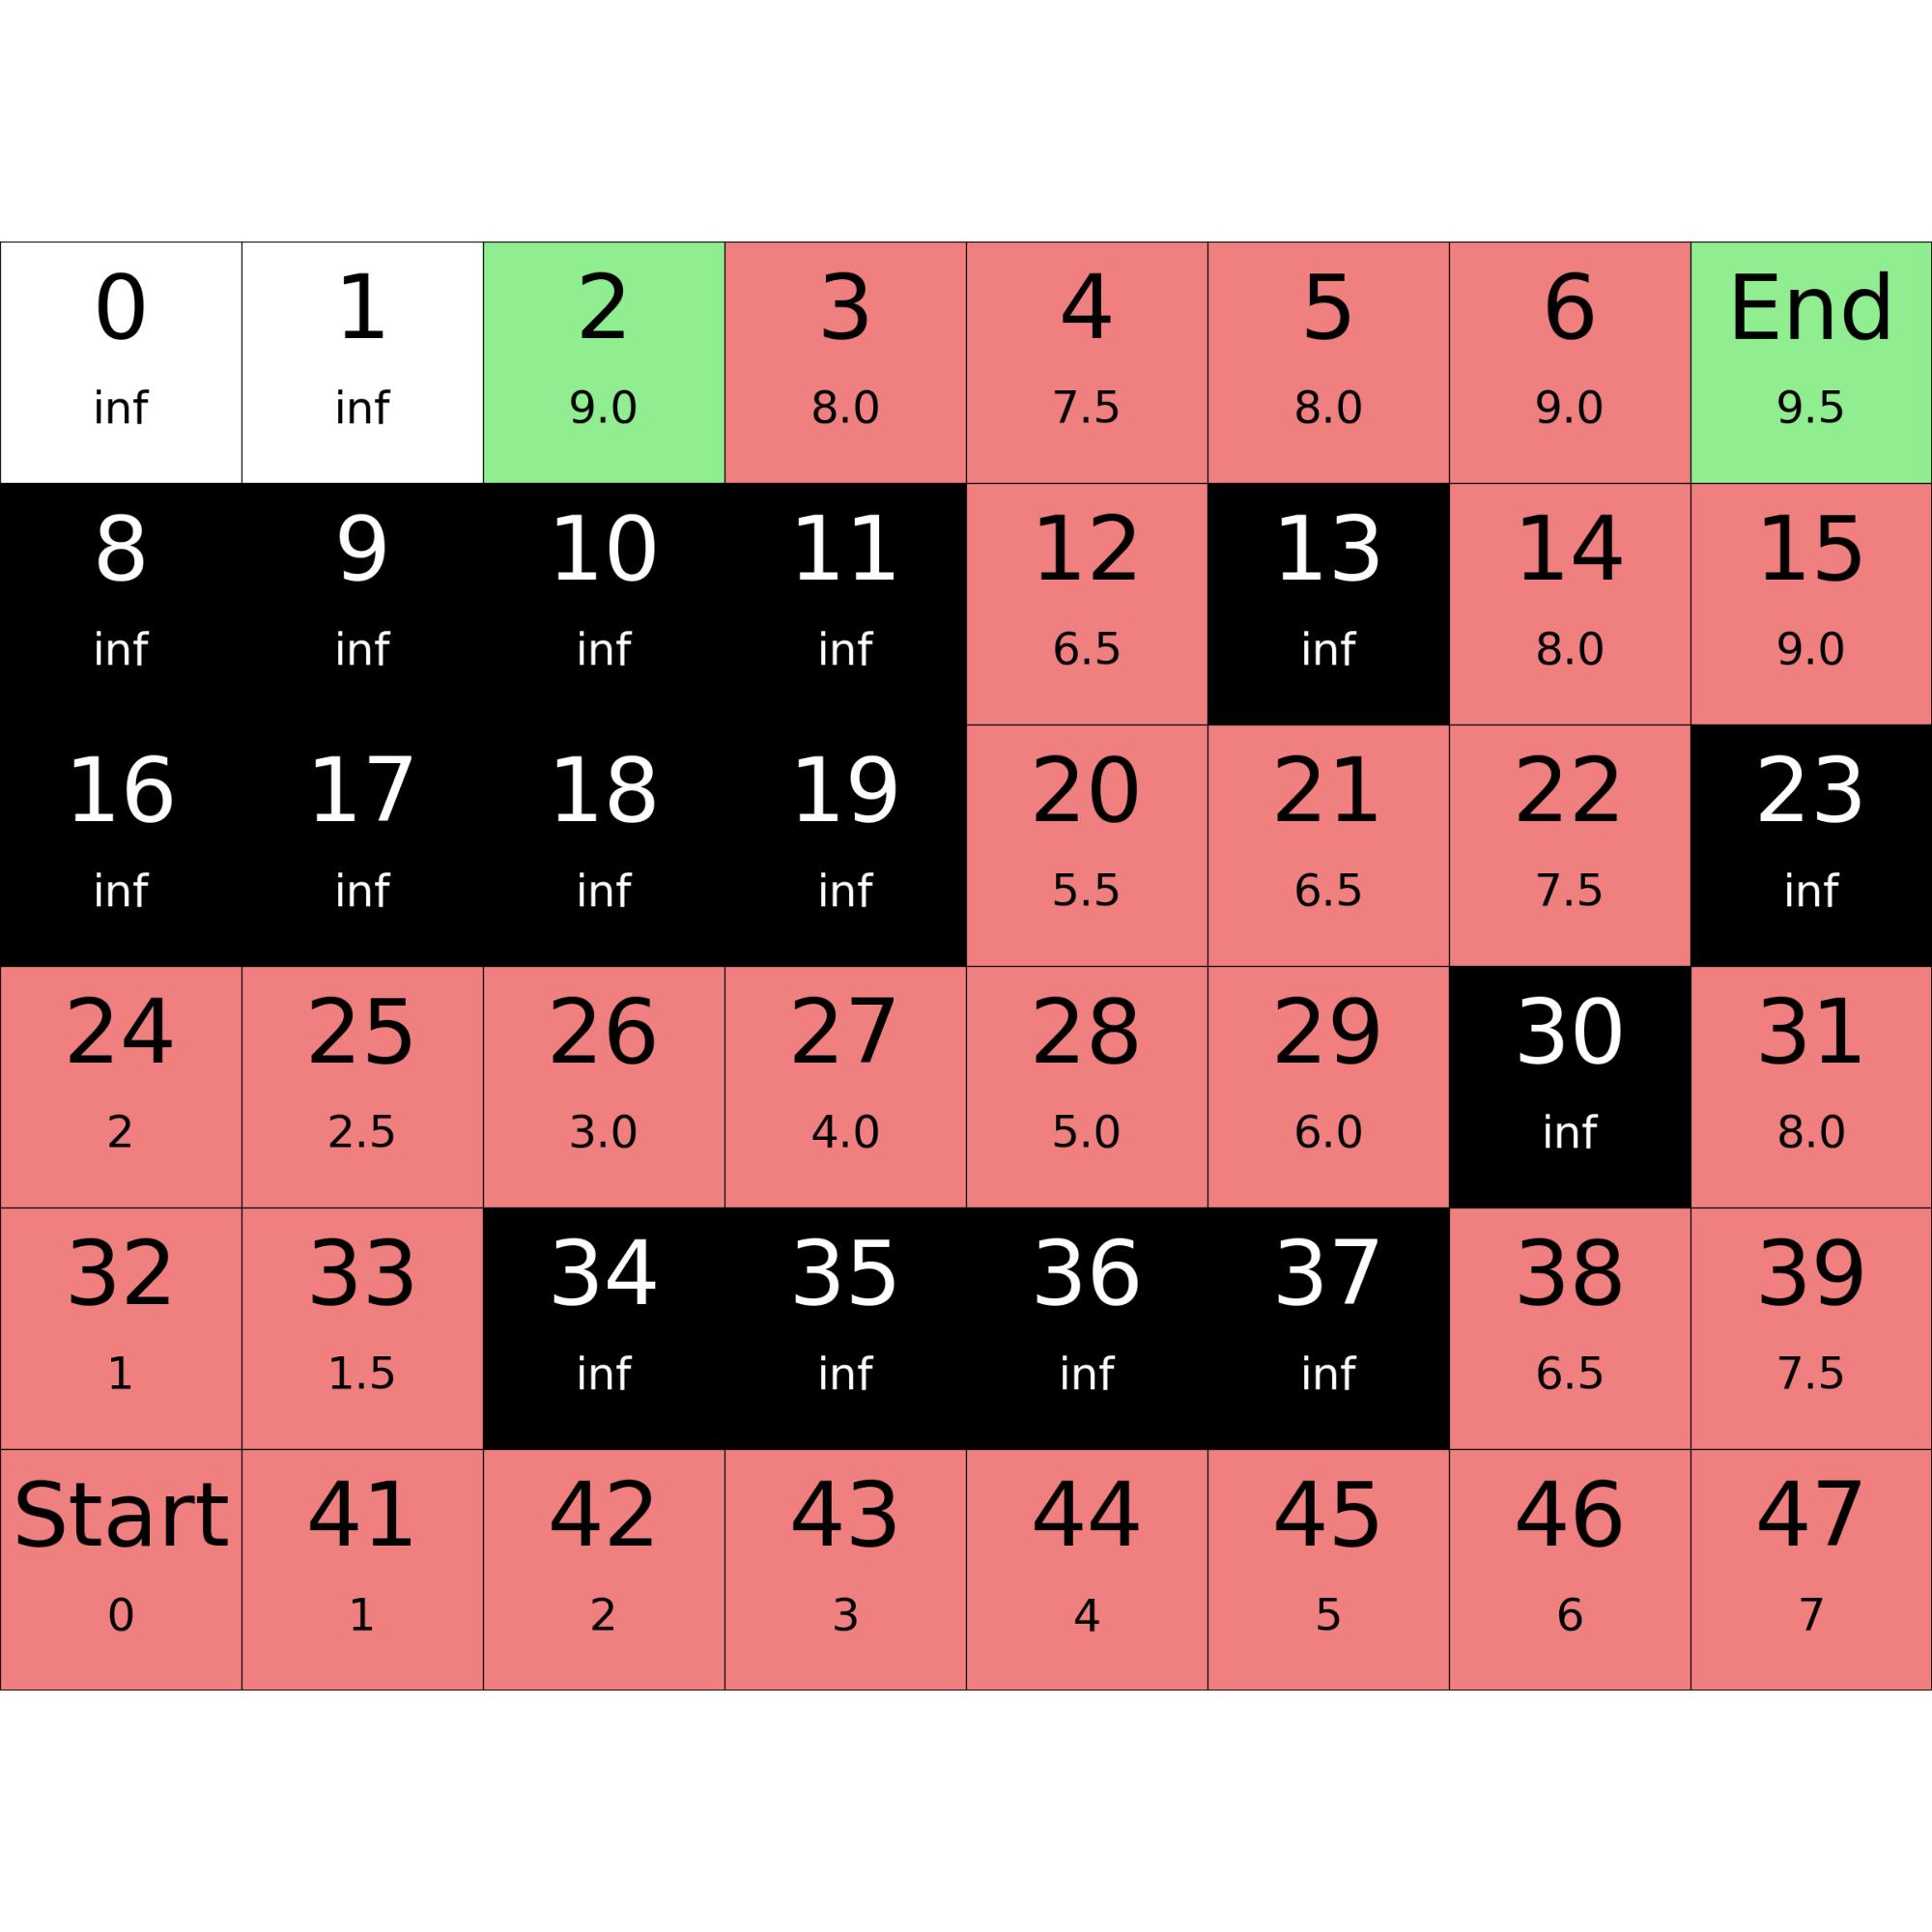 0 1 2 3 4 5 6 End
inf inf 9.0 8.0 7.5 8.0 9.0 9.5
8 9 10 11 12 13 14 15
inf inf inf inf 6.5 inf 8.0 9.0
16 17 18 19 20 21 22 23
inf inf inf inf 5.5 6.5 7.5 inf
24 25 26 27 28 29 30 31
2 2.5 3.0 4.0 5.0 6.0 inf 8.0
32 33 34 35 36 37 38 39
1 1.5 inf inf inf inf 6.5 7.5
Start 41 42 43 44 45 46 47
0 1 2 3 4 5 6 7